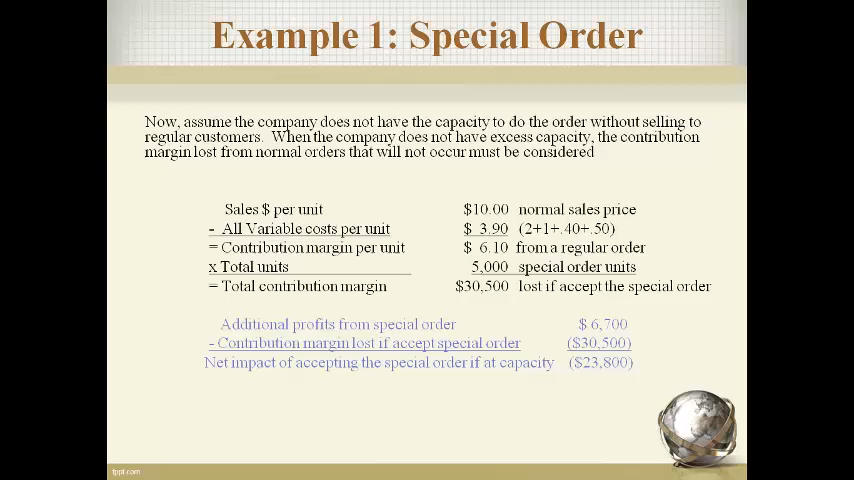 Example 1: Special Order
Now, assume the company does not have the capacity to do the order without selling to
regular customers. When the company does not have excess capacity, the contribution
margin lost from normal orders that will not occur must be considered
Sales $ per unit $10.00 normal sales price
- All Variable costs per unit $ 3.90 (2+1+.40+.50)
= Contribution margin per unit $ 6.10 from a regular order
x Total units 5,000 special order units
= Total contribution margin $30,500 lost if accept the special order
Additional profits from special order $ 6,700
- Contribution margin lost if accept special order ($30,500)
Net impact of accepting the special order if at capacity ($23,800)
fppt.com